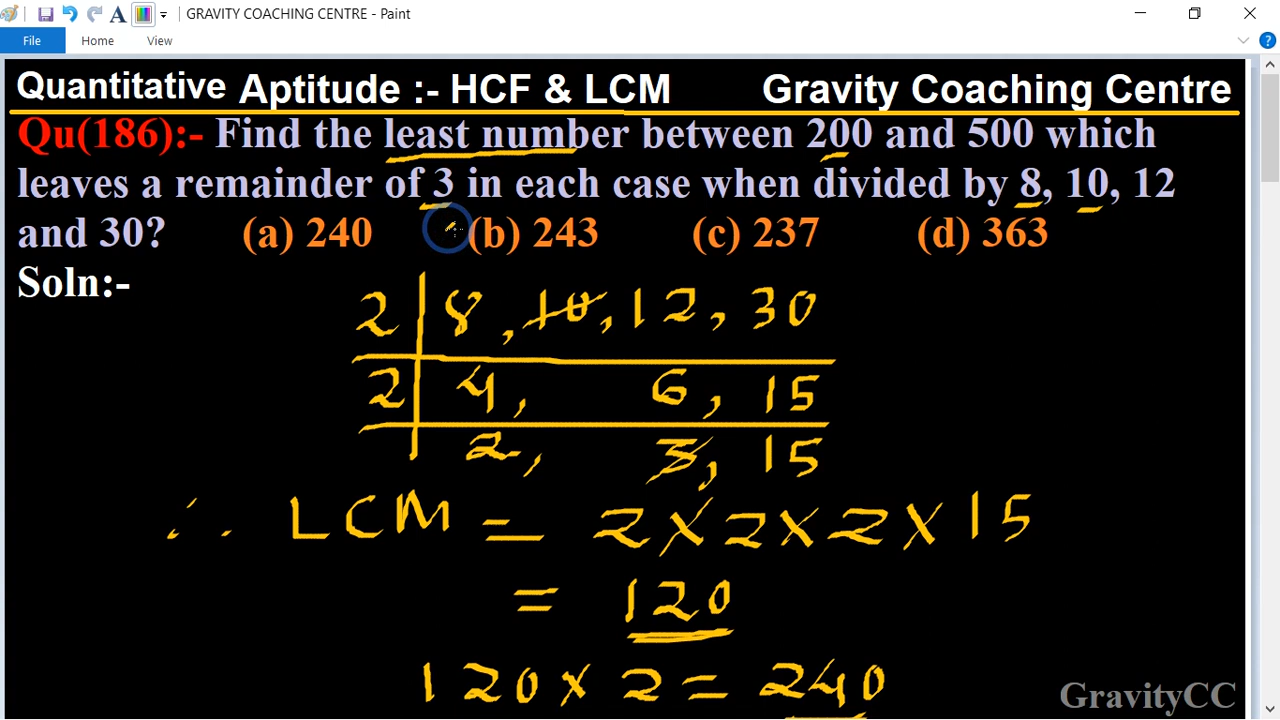 GRAVITY COACHING CENTRE - Paint
File Home View
Quantitative Aptitude :- HCF & LCM Gravity Coaching Centre
Qu(186):- Find the least number between 200 and 500 which
leaves a remainder of 3 in each case when divided by 8, 10, 12
and 30? (a) 240 (b) 243 (c) 237 (d) 363
Soln:-
2 | 8, 10, 12, 30
2 | 4, 6, 15
2, 3, 15
∴ LCM = 2 × 2 × 2 × 15
= 120
120 × 2 = 240
GravityCC